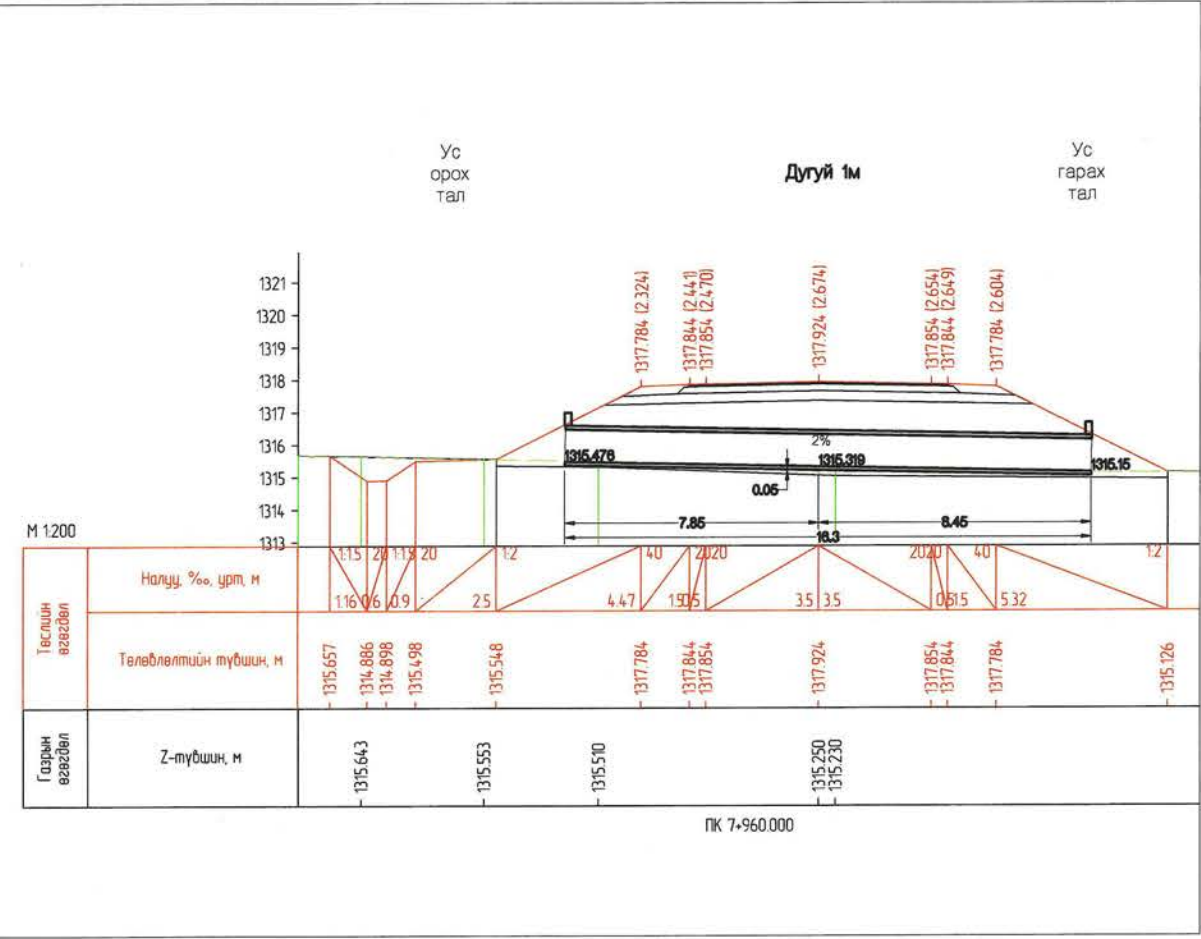 Ус
орох
тал
Дугуй 1м
Ус
гарах
тал
1321
1320
1319
1318
1317
1316
1315
1314
1313
1317.784 (2.324)
1317.844 (2.441)
1317.854 (2.470)
1317.924 (2.674)
1317.854 (2.654)
1317.844 (2.649)
1317.784 (2.604)
2%
1315.476
1315.319
1315.15
0.05
7.85
8.45
16.3
М 1:200
Төслийн өгөгдөл
Налуу, ‰, урт, м
1:1.5 20 1:1.5 20 1:2 40 20 20 20 20 40 1:2
1.16 0.6 0.9 2.5 4.47 1.5 0.5 3.5 3.5 0.5 1.5 5.32
Төлөвлөлтийн түвшин, м
1315.657
1314.886
1314.898
1315.498
1315.548
1317.784
1317.844
1317.854
1317.924
1317.854
1317.844
1317.784
1315.126
Газрын өгөгдөл
Z-түвшин, м
1315.643
1315.553
1315.510
1315.250
1315.230
ПК 7+960.000